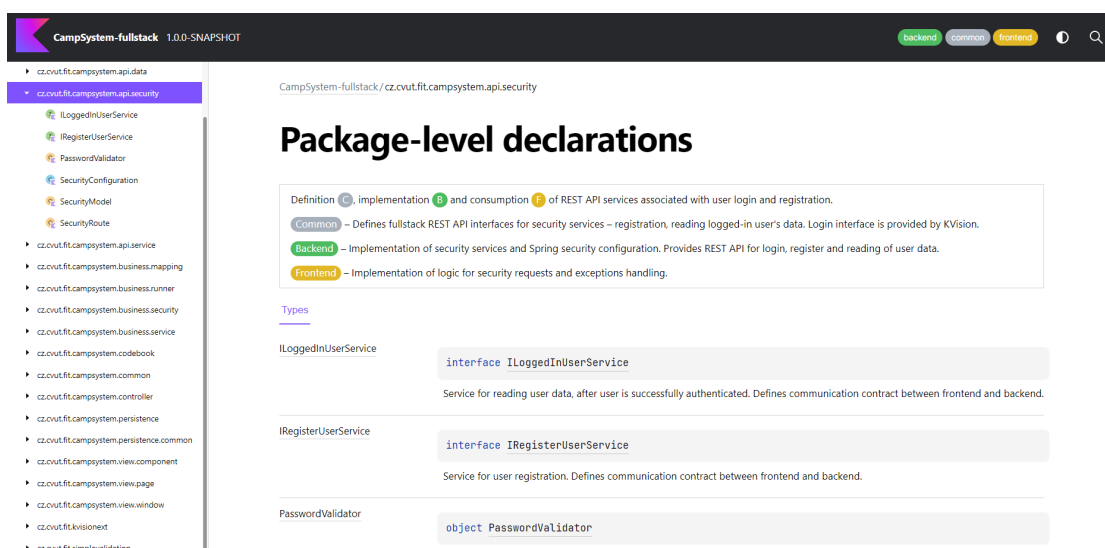 CampSystem-fullstack 1.0.0-SNAPSHOT
backend common frontend
cz.cvut.fit.campsystem.api.data
cz.cvut.fit.campsystem.api.security
ILoggedInUserService
IRegisterUserService
PasswordValidator
SecurityConfiguration
SecurityModel
SecurityRoute
cz.cvut.fit.campsystem.api.service
cz.cvut.fit.campsystem.business.mapping
cz.cvut.fit.campsystem.business.runner
cz.cvut.fit.campsystem.business.security
cz.cvut.fit.campsystem.business.service
cz.cvut.fit.campsystem.codebook
cz.cvut.fit.campsystem.common
cz.cvut.fit.campsystem.controller
cz.cvut.fit.campsystem.persistence
cz.cvut.fit.campsystem.persistence.common
cz.cvut.fit.campsystem.view.component
cz.cvut.fit.campsystem.view.page
cz.cvut.fit.campsystem.view.window
cz.cvut.fit.kvisionext
CampSystem-fullstack/cz.cvut.fit.campsystem.api.security
Package-level declarations
Definition C, implementation B and consumption F of REST API services associated with user login and registration.
Common – Defines fullstack REST API interfaces for security services – registration, reading logged-in user's data. Login interface is provided by KVision.
Backend – Implementation of security services and Spring security configuration. Provides REST API for login, register and reading of user data.
Frontend – Implementation of logic for security requests and exceptions handling.
Types
ILoggedInUserService
interface ILoggedInUserService
Service for reading user data, after user is successfully authenticated. Defines communication contract between frontend and backend.
IRegisterUserService
interface IRegisterUserService
Service for user registration. Defines communication contract between frontend and backend.
PasswordValidator
object PasswordValidator